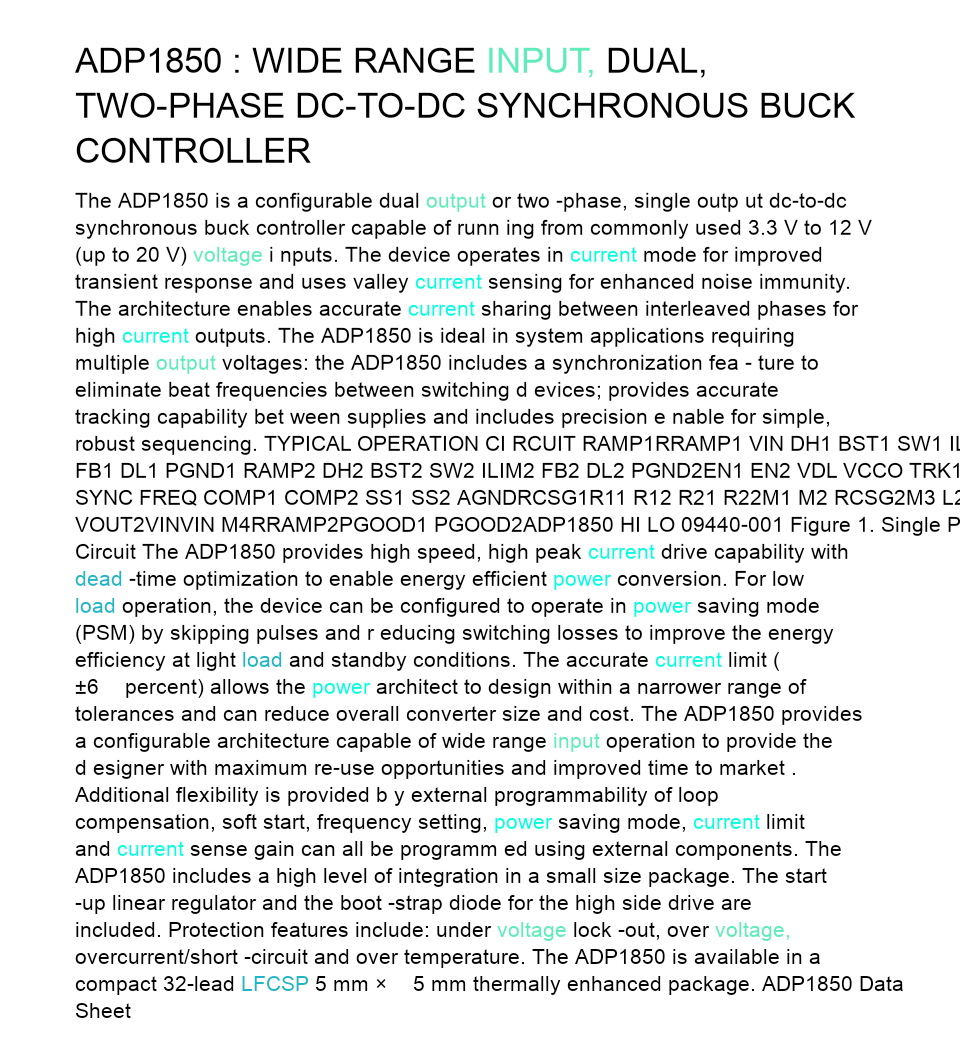 ADP1850 : WIDE RANGE INPUT, DUAL,
TWO-PHASE DC-TO-DC SYNCHRONOUS BUCK
CONTROLLER
The ADP1850 is a configurable dual output or two -phase, single outp ut dc-to-dc
synchronous buck controller capable of runn ing from commonly used 3.3 V to 12 V
(up to 20 V) voltage i nputs. The device operates in current mode for improved
transient response and uses valley current sensing for enhanced noise immunity.
The architecture enables accurate current sharing between interleaved phases for
high current outputs. The ADP1850 is ideal in system applications requiring
multiple output voltages: the ADP1850 includes a synchronization fea - ture to
eliminate beat frequencies between switching d evices; provides accurate
tracking capability bet ween supplies and includes precision e nable for simple,
robust sequencing. TYPICAL OPERATION CI RCUIT RAMP1RRAMP1 VIN DH1 BST1 SW1 IL
FB1 DL1 PGND1 RAMP2 DH2 BST2 SW2 ILIM2 FB2 DL2 PGND2EN1 EN2 VDL VCCO TRK1
SYNC FREQ COMP1 COMP2 SS1 SS2 AGNDRCSG1R11 R12 R21 R22M1 M2 RCSG2M3 L2
VOUT2VINVIN M4RRAMP2PGOOD1 PGOOD2ADP1850 HI LO 09440-001 Figure 1. Single P
Circuit The ADP1850 provides high speed, high peak current drive capability with
dead -time optimization to enable energy efficient power conversion. For low
load operation, the device can be configured to operate in power saving mode
(PSM) by skipping pulses and r educing switching losses to improve the energy
efficiency at light load and standby conditions. The accurate current limit (
±6 percent) allows the power architect to design within a narrower range of
tolerances and can reduce overall converter size and cost. The ADP1850 provides
a configurable architecture capable of wide range input operation to provide the
d esigner with maximum re-use opportunities and improved time to market .
Additional flexibility is provided b y external programmability of loop
compensation, soft start, frequency setting, power saving mode, current limit
and current sense gain can all be programm ed using external components. The
ADP1850 includes a high level of integration in a small size package. The start
-up linear regulator and the boot -strap diode for the high side drive are
included. Protection features include: under voltage lock -out, over voltage,
overcurrent/short -circuit and over temperature. The ADP1850 is available in a
compact 32-lead LFCSP 5 mm × 5 mm thermally enhanced package. ADP1850 Data
Sheet